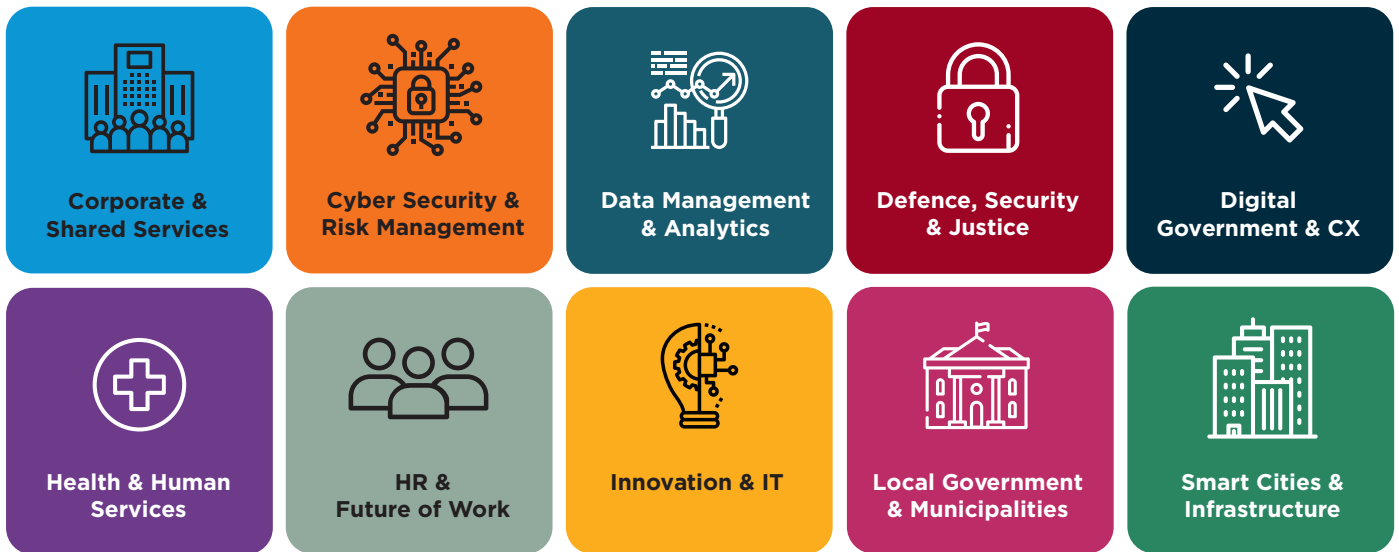 Corporate &
Shared Services
Cyber Security &
Risk Management
Data Management
& Analytics
Defence, Security
& Justice
Digital
Government & CX
Health & Human
Services
HR &
Future of Work
Innovation & IT
Local Government
& Municipalities
Smart Cities &
Infrastructure